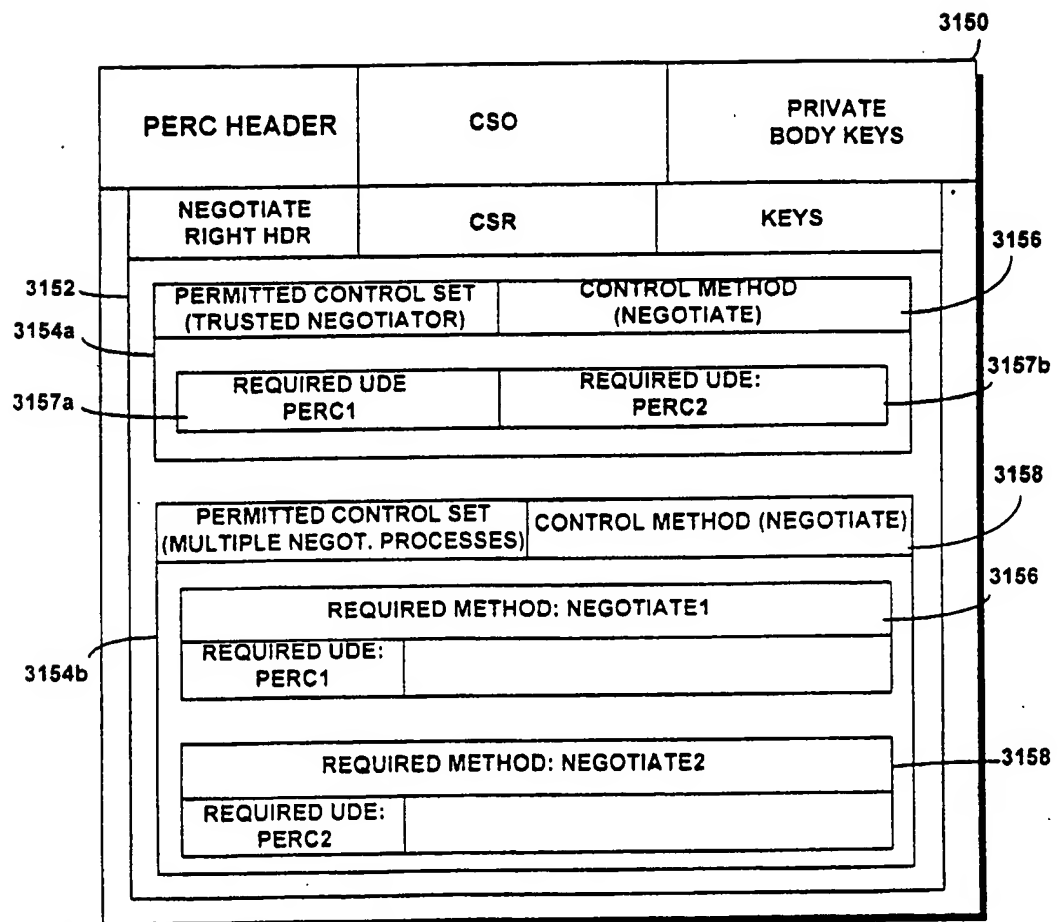 3150
PERC HEADER
CSO
PRIVATE
BODY KEYS
NEGOTIATE
RIGHT HDR
CSR
KEYS
3156
3152
PERMITTED CONTROL SET
(TRUSTED NEGOTIATOR)
CONTROL METHOD
(NEGOTIATE)
3154a
REQUIRED UDE
PERC1
REQUIRED UDE:
PERC2
3157b
3157a
3158
PERMITTED CONTROL SET
(MULTIPLE NEGOT. PROCESSES)
CONTROL METHOD (NEGOTIATE)
3156
REQUIRED METHOD: NEGOTIATE1
3154b
REQUIRED UDE:
PERC1
REQUIRED METHOD: NEGOTIATE2
3158
REQUIRED UDE:
PERC2